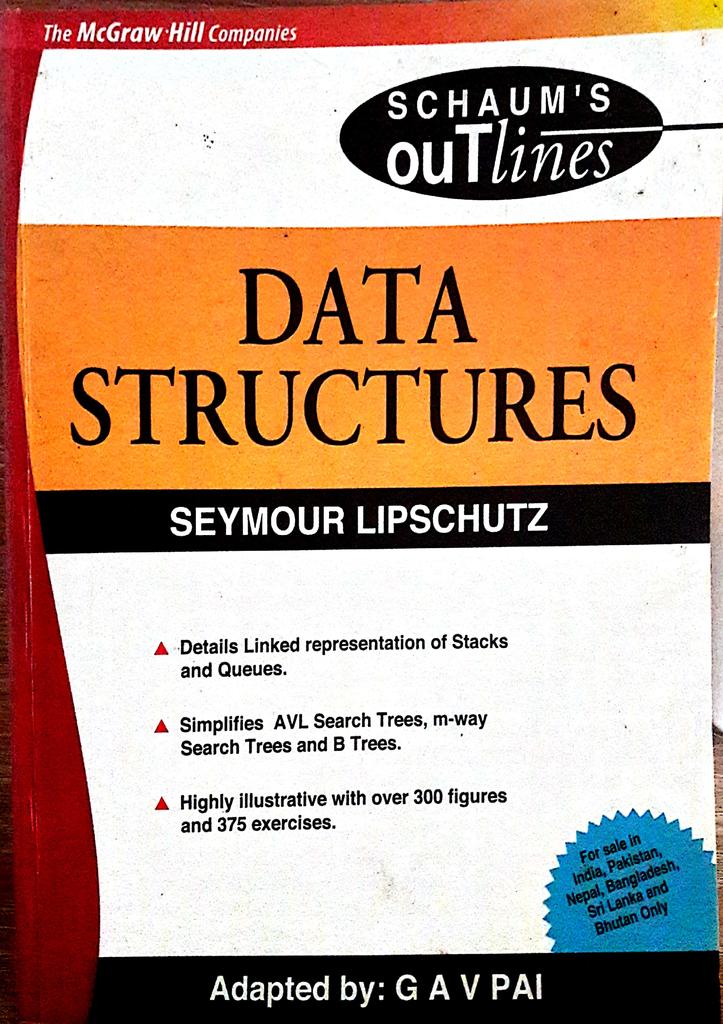 The McGraw·Hill Companies
SCHAUM'S
ouTlines
DATA
STRUCTURES
SEYMOUR LIPSCHUTZ
Details Linked representation of Stacks
and Queues.
Simplifies AVL Search Trees, m-way
Search Trees and B Trees.
Highly illustrative with over 300 figures
and 375 exercises.
For sale in
India, Pakistan,
Nepal, Bangladesh,
Sri Lanka and
Bhutan Only
Adapted by: G A V PAI